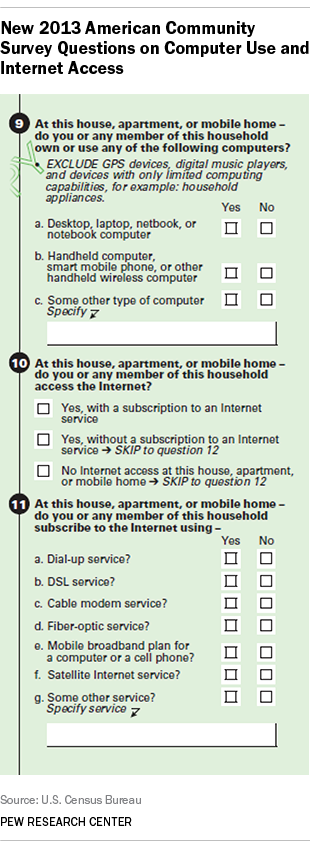 New 2013 American Community
Survey Questions on Computer Use and
Internet Access
9 At this house, apartment, or mobile home –
do you or any member of this household
own or use any of the following computers?
• EXCLUDE GPS devices, digital music players,
and devices with only limited computing
capabilities, for example: household
appliances.
Yes No
a. Desktop, laptop, netbook, or
notebook computer
b. Handheld computer,
smart mobile phone, or other
handheld wireless computer
c. Some other type of computer
Specify
10 At this house, apartment, or mobile home –
do you or any member of this household
access the Internet?
Yes, with a subscription to an Internet
service
Yes, without a subscription to an Internet
service ➔ SKIP to question 12
No Internet access at this house, apartment,
or mobile home ➔ SKIP to question 12
11 At this house, apartment, or mobile home –
do you or any member of this household
subscribe to the Internet using –
Yes No
a. Dial-up service?
b. DSL service?
c. Cable modem service?
d. Fiber-optic service?
e. Mobile broadband plan for
a computer or a cell phone?
f. Satellite Internet service?
g. Some other service?
Specify service
Source: U.S. Census Bureau
PEW RESEARCH CENTER